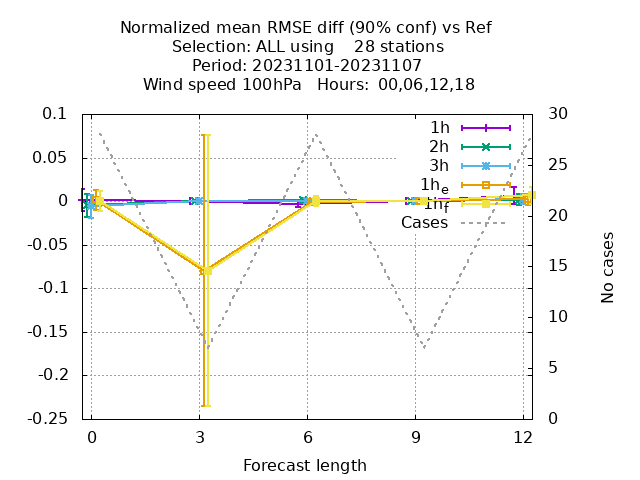 Normalized mean RMSE diff (90% conf) vs Ref
Selection: ALL using 28 stations
Period: 20231101-20231107
Wind speed 100hPa Hours: 00,06,12,18
0.1
0.05
0
-0.05
-0.1
-0.15
-0.2
-0.25
30
25
20
15
10
5
0
1h
2h
3h
1he
1hf
Cases
No cases
0 3 6 9 12
Forecast length